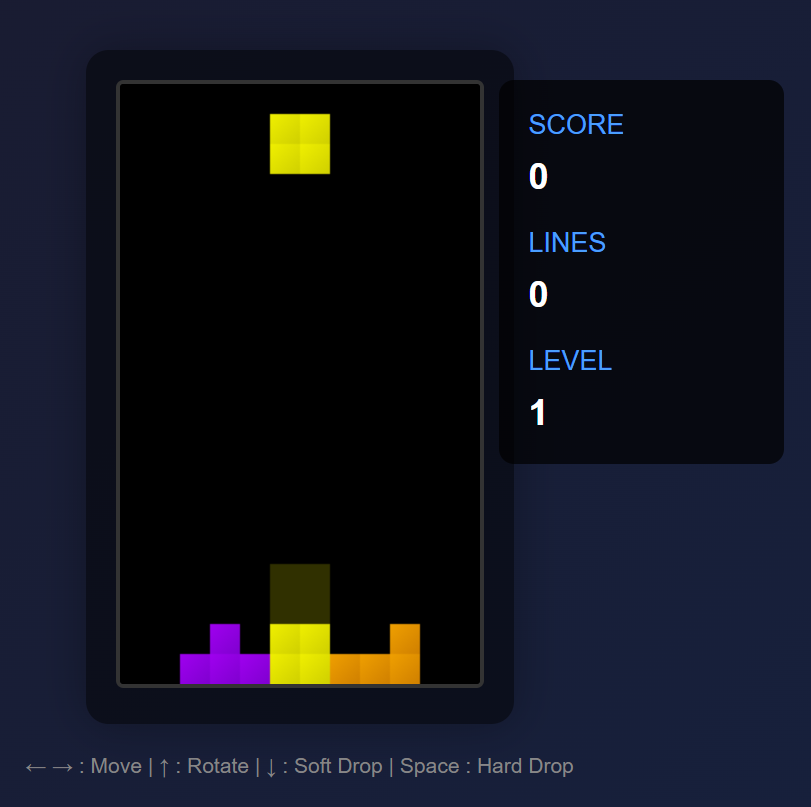 SCORE
0
LINES
0
LEVEL
1
←→ : Move | ↑ : Rotate | ↓ : Soft Drop | Space : Hard Drop